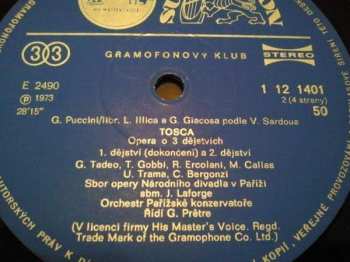 SUPRAPHON
GRAMOFONOVÝ KLUB
33
STEREO
E 2490
℗ 1973
28'15"
1 12 1401
2 (4 strany)
50
G. Puccini/libr. L. Illica a G. Giacosa podle V. Sardoua
TOSCA
Opera o 3 dějstvích
1. dějství (dokončení) a 2. dějství
G. Tadeo, T. Gobbi, R. Ercolani, M. Callas
U. Trama, C. Bergonzi
Sbor opery Národního divadla v Paříži
sbm. J. Laforge
Orchestr Pařížské konzervatoře
Řídí G. Prêtre
(V licenci firmy His Master's Voice. Regd.
Trade Mark of the Gramophone Co. Ltd.)